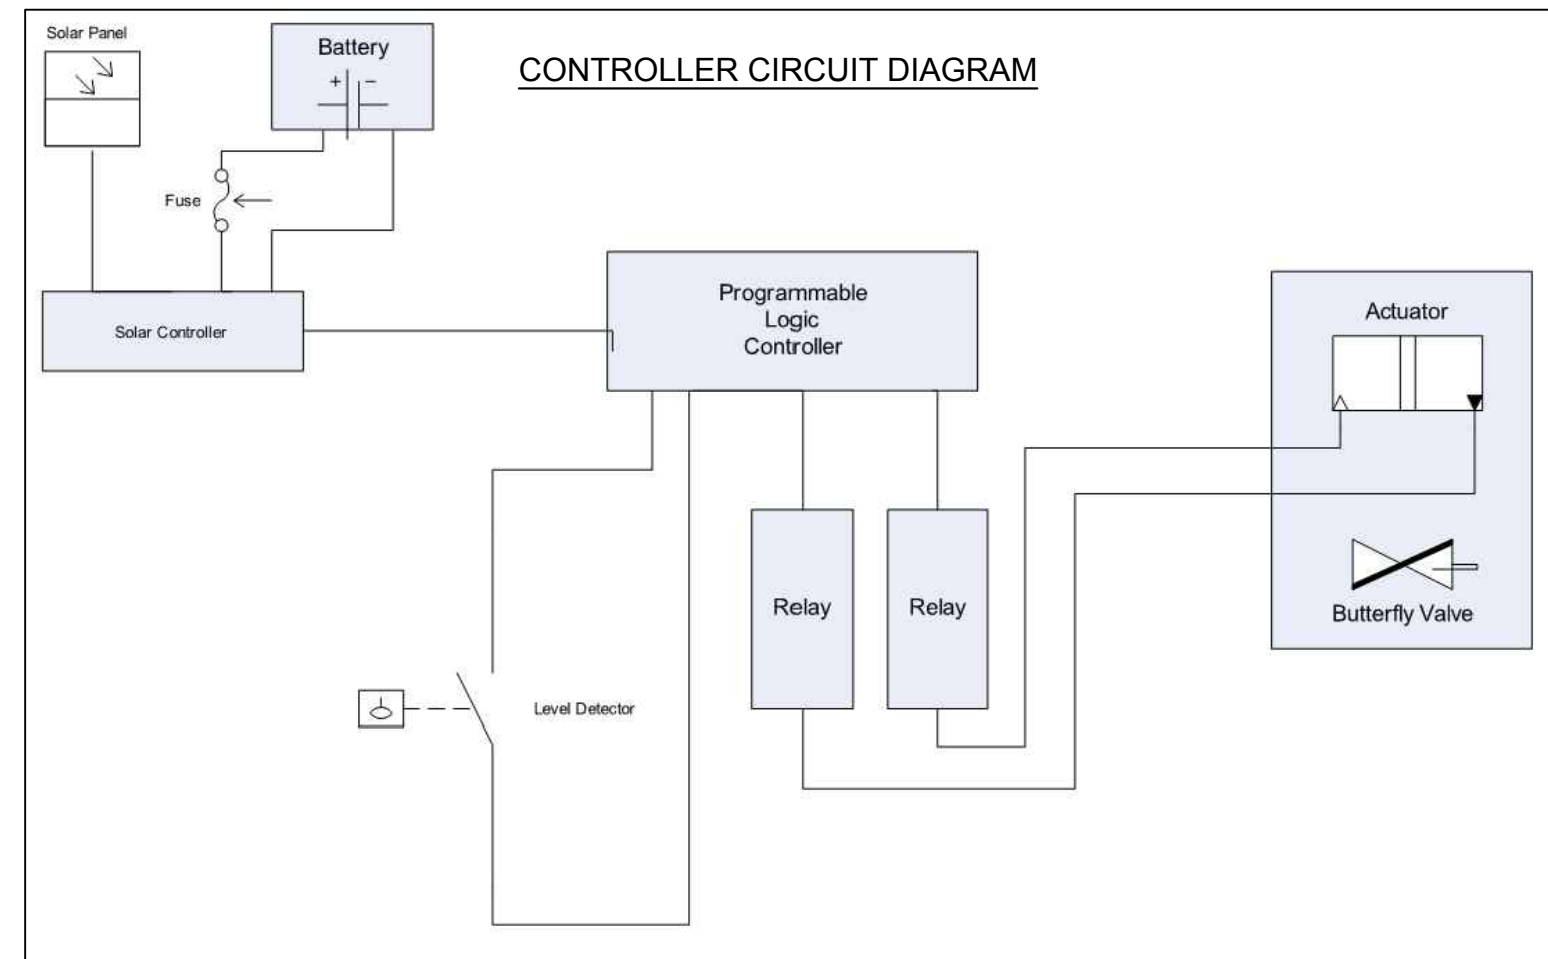 Solar Panel
Battery
+ −
CONTROLLER CIRCUIT DIAGRAM
Fuse
Solar Controller
Programmable
Logic
Controller
Actuator
Relay
Relay
Butterfly Valve
Level Detector